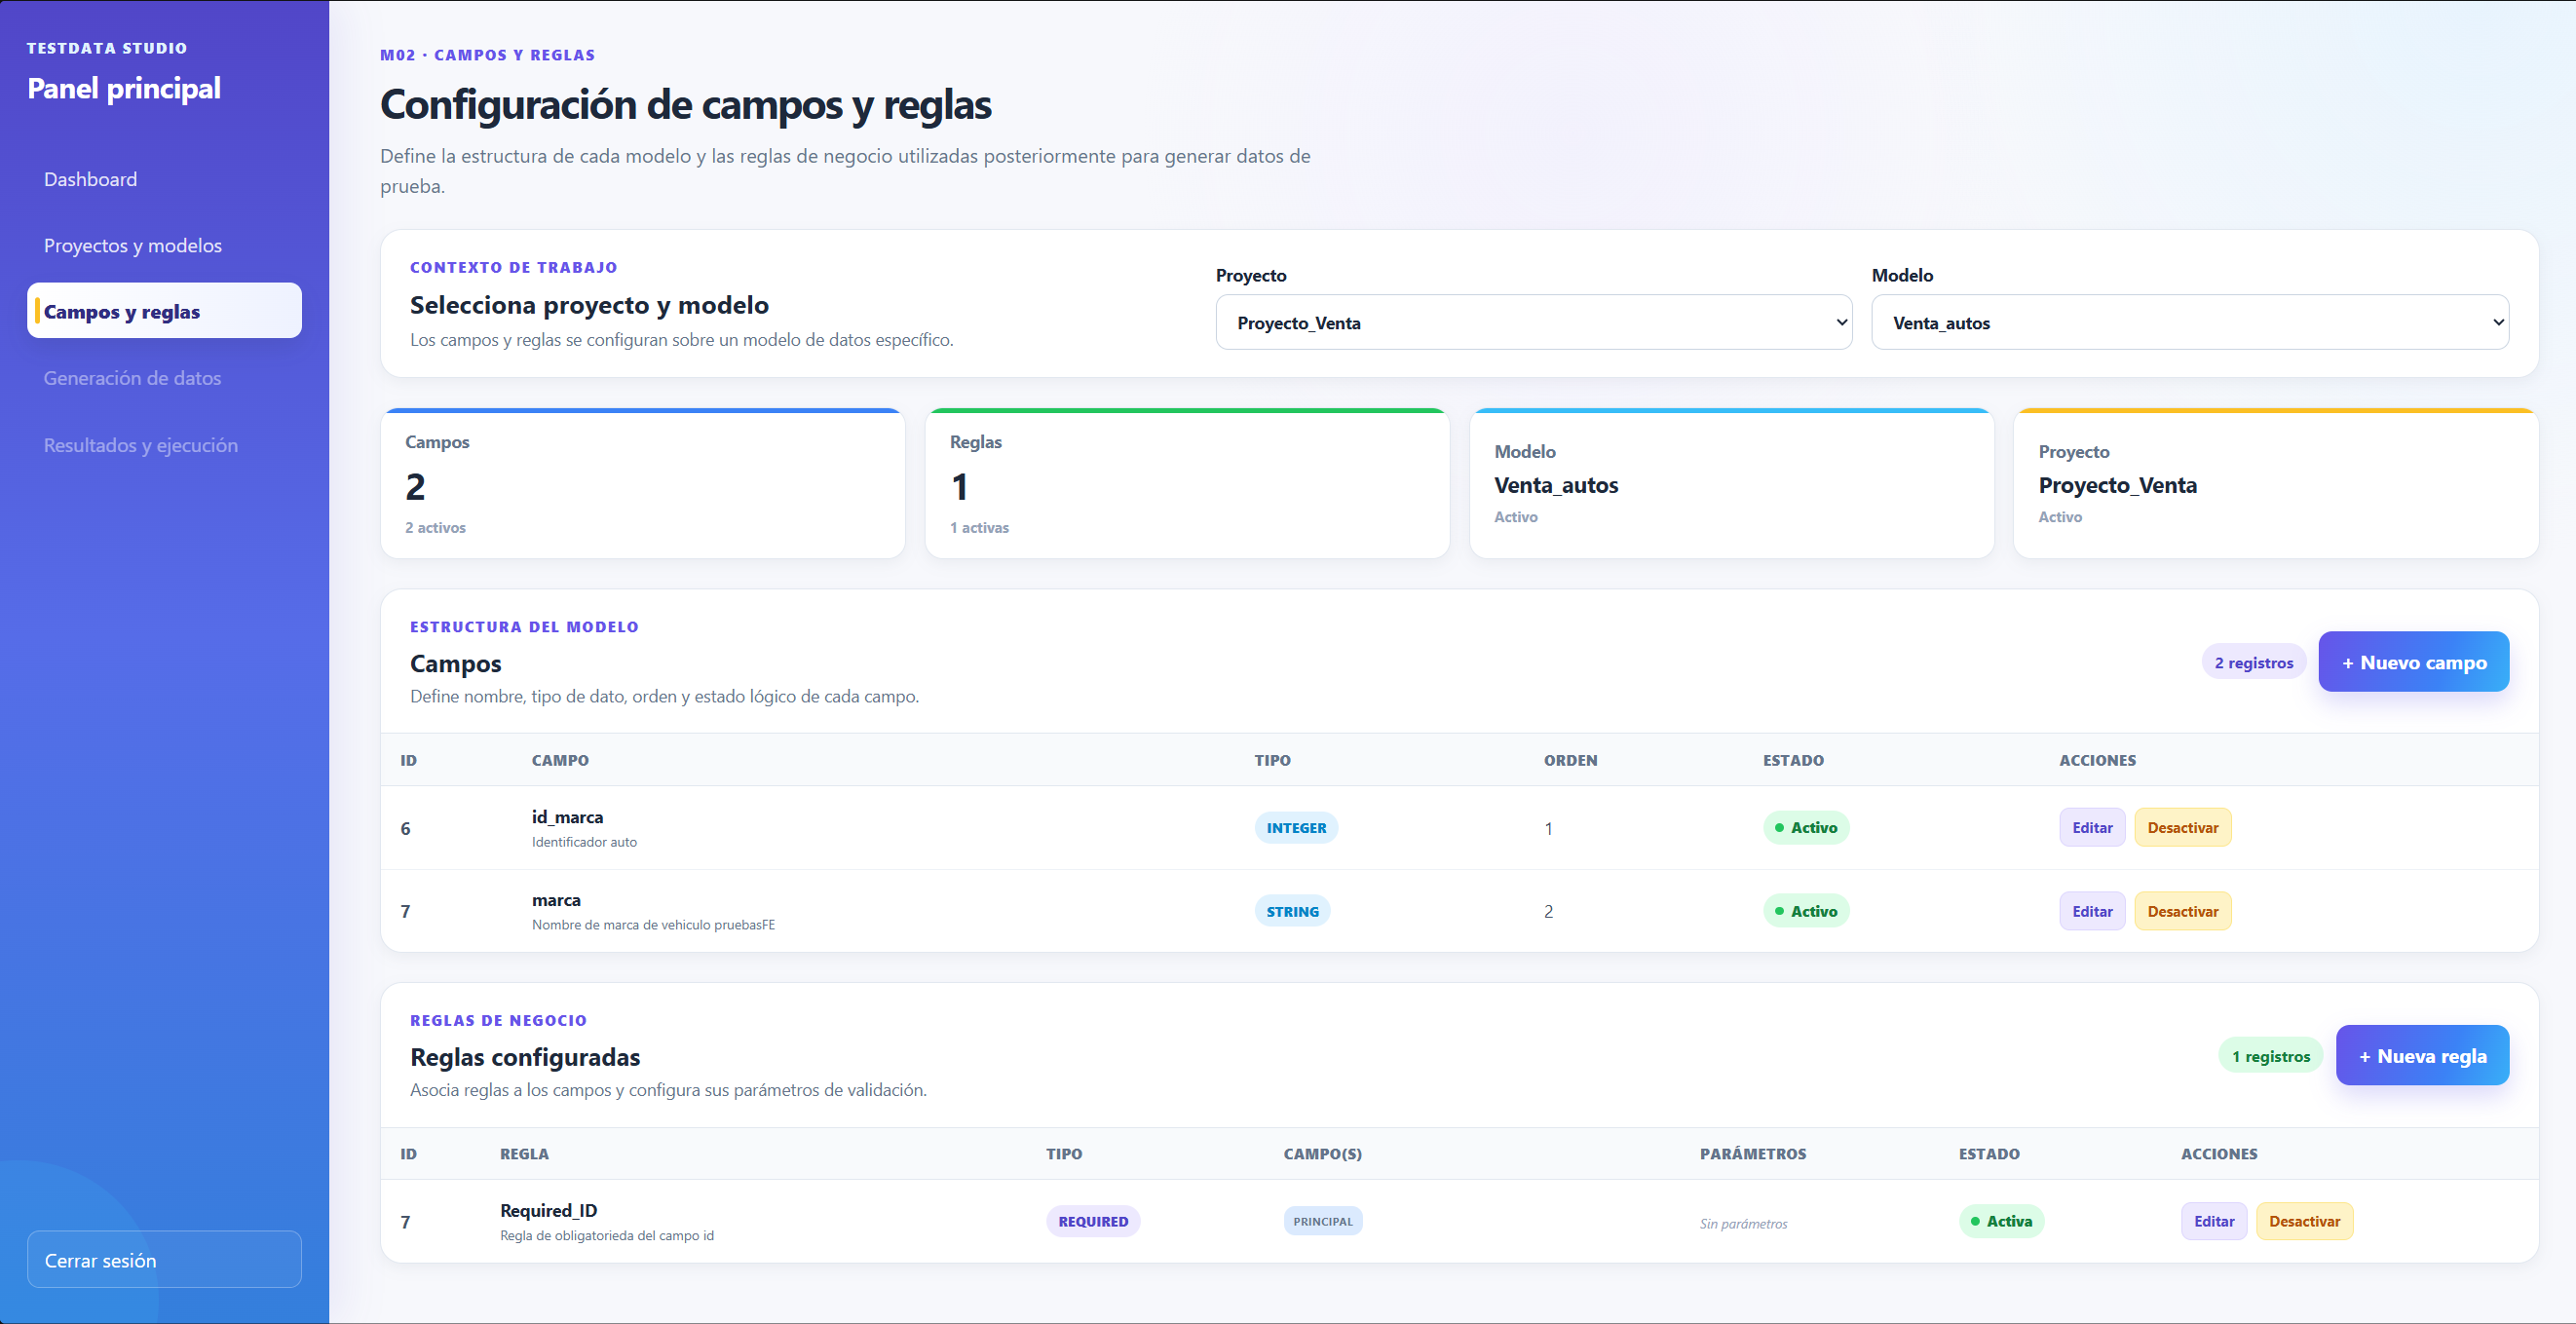 TESTDATA STUDIO
Panel principal
Dashboard
Proyectos y modelos
Campos y reglas
Generación de datos
Resultados y ejecución
Cerrar sesión
M02 · CAMPOS Y REGLAS
Configuración de campos y reglas
Define la estructura de cada modelo y las reglas de negocio utilizadas posteriormente para generar datos de
prueba.
CONTEXTO DE TRABAJO
Selecciona proyecto y modelo
Los campos y reglas se configuran sobre un modelo de datos específico.
Proyecto
Proyecto_Venta
Modelo
Venta_autos
Campos
2
2 activos
Reglas
1
1 activas
Modelo
Venta_autos
Activo
Proyecto
Proyecto_Venta
Activo
ESTRUCTURA DEL MODELO
Campos
Define nombre, tipo de dato, orden y estado lógico de cada campo.
2 registros
+ Nuevo campo
ID CAMPO TIPO ORDEN ESTADO ACCIONES
6 id_marca INTEGER 1 Activo Editar Desactivar
Identificador auto
7 marca STRING 2 Activo Editar Desactivar
Nombre de marca de vehiculo pruebasFE
REGLAS DE NEGOCIO
Reglas configuradas
Asocia reglas a los campos y configura sus parámetros de validación.
1 registros
+ Nueva regla
ID REGLA TIPO CAMPO(S) PARÁMETROS ESTADO ACCIONES
7 Required_ID REQUIRED PRINCIPAL Sin parámetros Activa Editar Desactivar
Regla de obligatorieda del campo id